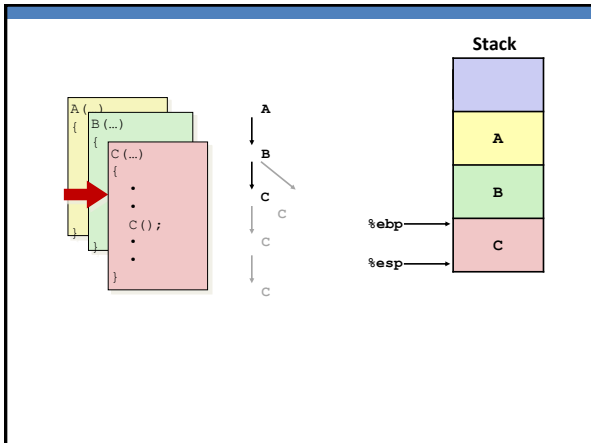 Stack
A(…)
{
}
B(…)
{
}
C(…)
{
•
•
C();
•
•
}
A
B
C
C
C
C
A
B
C
%ebp
%esp